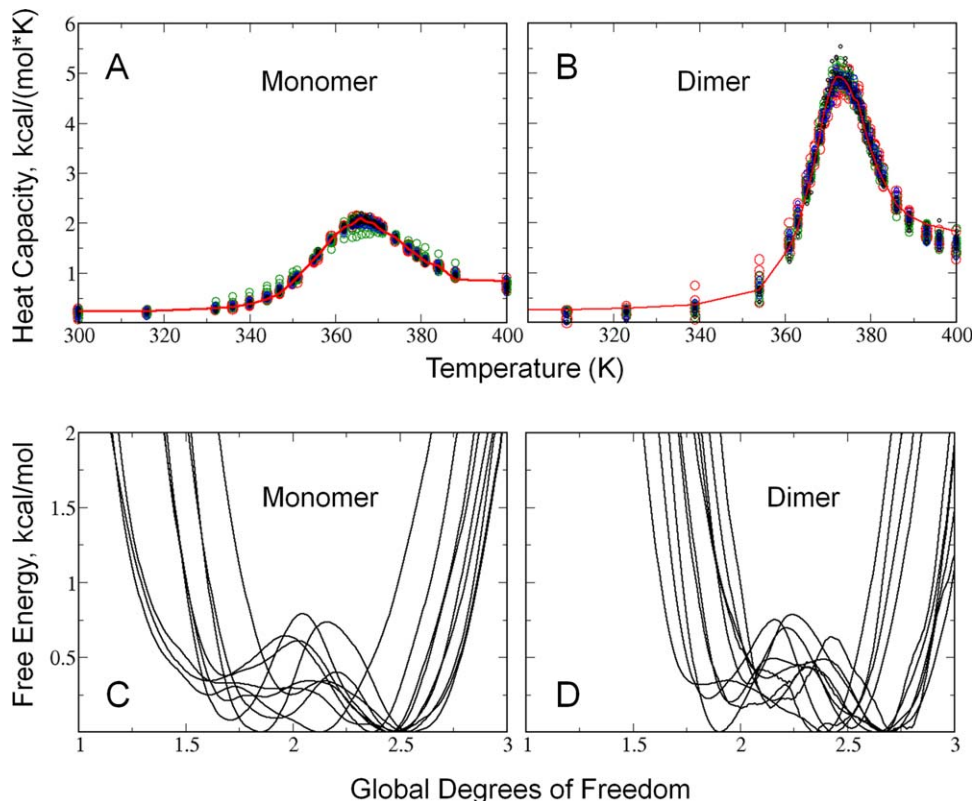 6
5
4
3
2
1
A
Monomer
B
Dimer
300 320 340 360 380 400
320 340 360 380 400
Heat Capacity, kcal/(mol*K)
Temperature (K)
2
1.5
1
0.5
Monomer
Dimer
C
D
1 1.5 2 2.5 3
1 1.5 2 2.5 3
Free Energy, kcal/mol
Global Degrees of Freedom